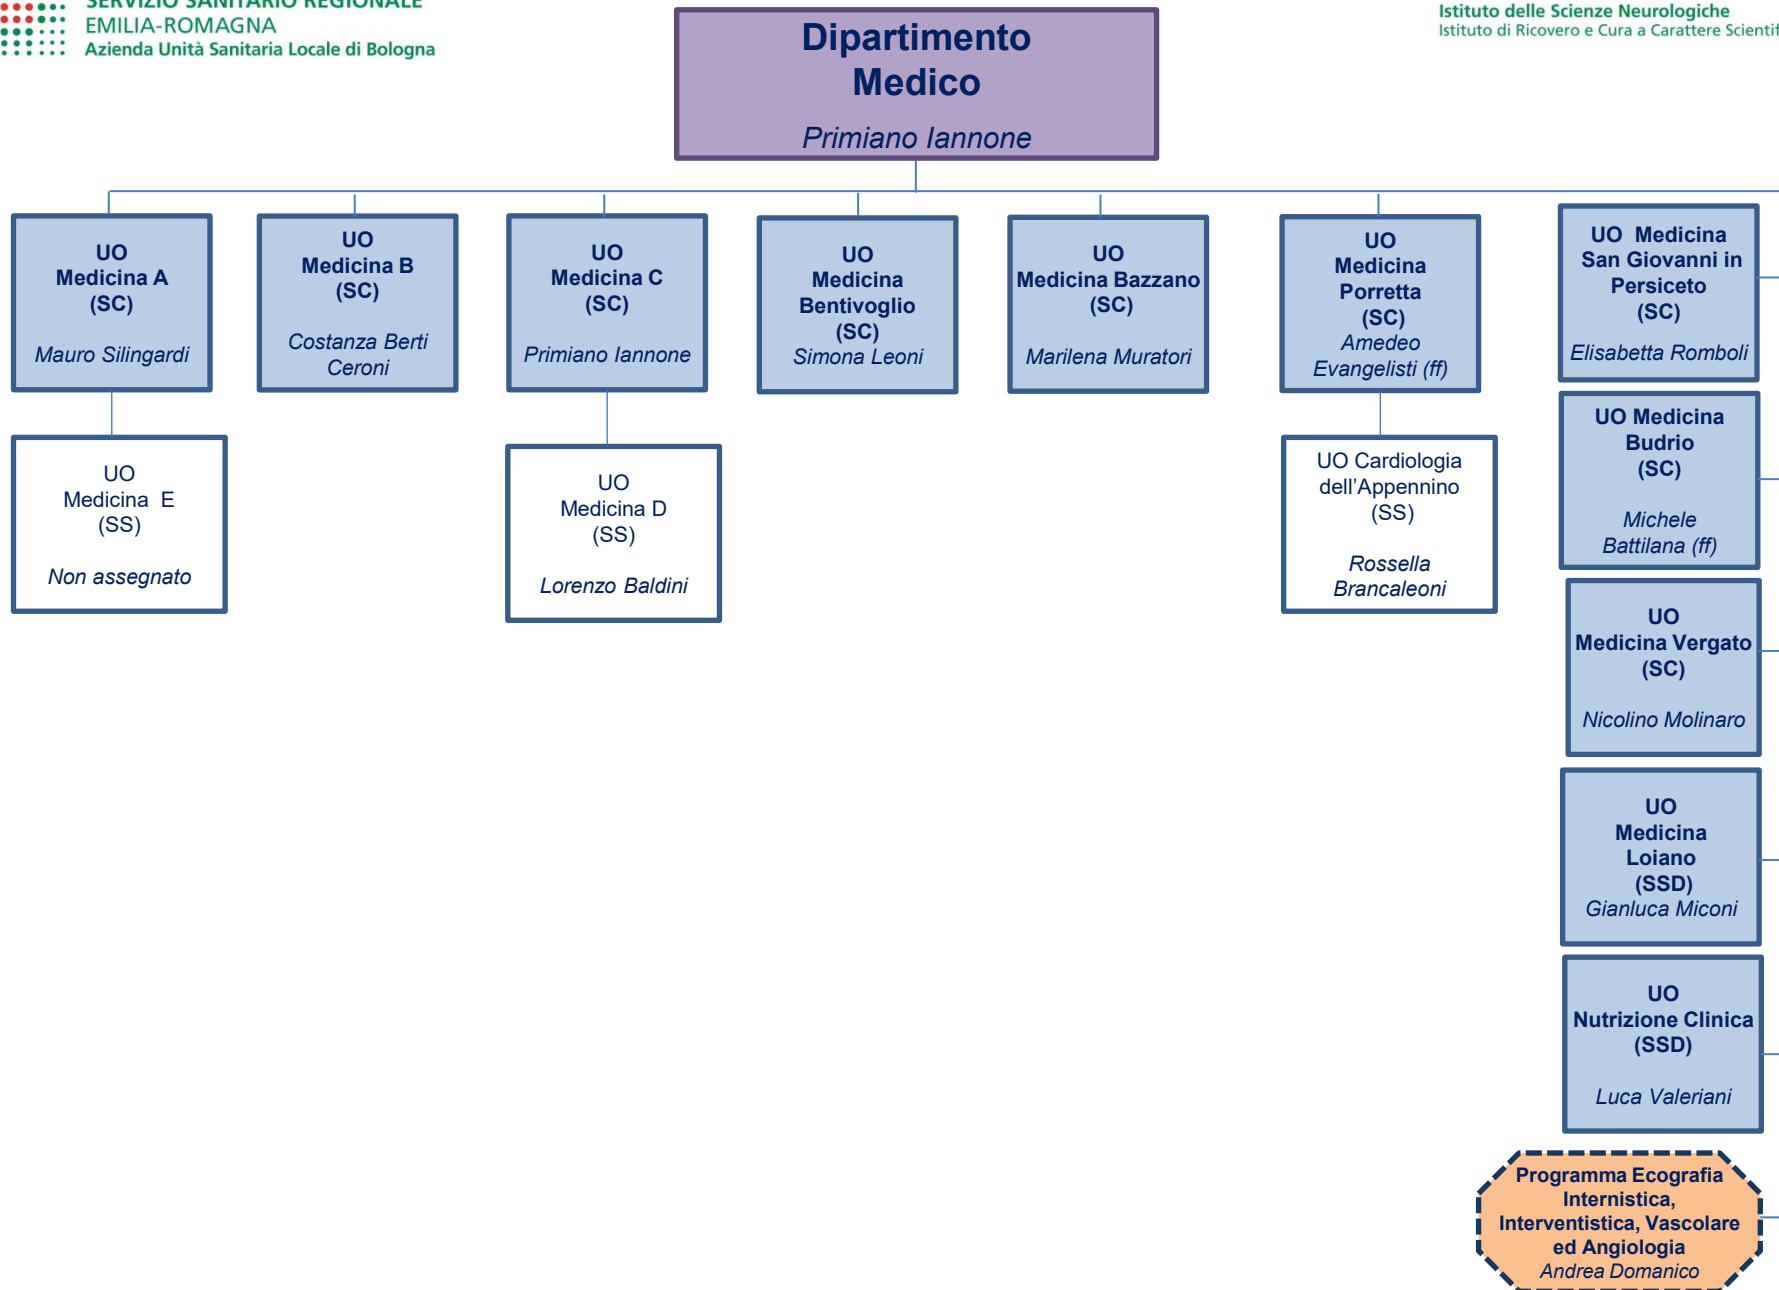 SERVIZIO SANITARIO REGIONALE
EMILIA-ROMAGNA
Azienda Unità Sanitaria Locale di Bologna
Istituto delle Scienze Neurologiche
Istituto di Ricovero e Cura a Carattere Scientif
Dipartimento
Medico
Primiano Iannone
UO
Medicina A
(SC)
Mauro Silingardi
UO
Medicina B
(SC)
Costanza Berti
Ceroni
UO
Medicina C
(SC)
Primiano Iannone
UO
Medicina
Bentivoglio
(SC)
Simona Leoni
UO
Medicina Bazzano
(SC)
Marilena Muratori
UO
Medicina
Porretta
(SC)
Amedeo
Evangelisti (ff)
UO Medicina
San Giovanni in
Persiceto
(SC)
Elisabetta Romboli
UO
Medicina E
(SS)
Non assegnato
UO
Medicina D
(SS)
Lorenzo Baldini
UO Cardiologia
dell’Appennino
(SS)
Rossella
Brancaleoni
UO Medicina
Budrio
(SC)
Michele
Battilana (ff)
UO
Medicina Vergato
(SC)
Nicolino Molinaro
UO
Medicina
Loiano
(SSD)
Gianluca Miconi
UO
Nutrizione Clinica
(SSD)
Luca Valeriani
Programma Ecografia
Internistica,
Interventistica, Vascolare
ed Angiologia
Andrea Domanico